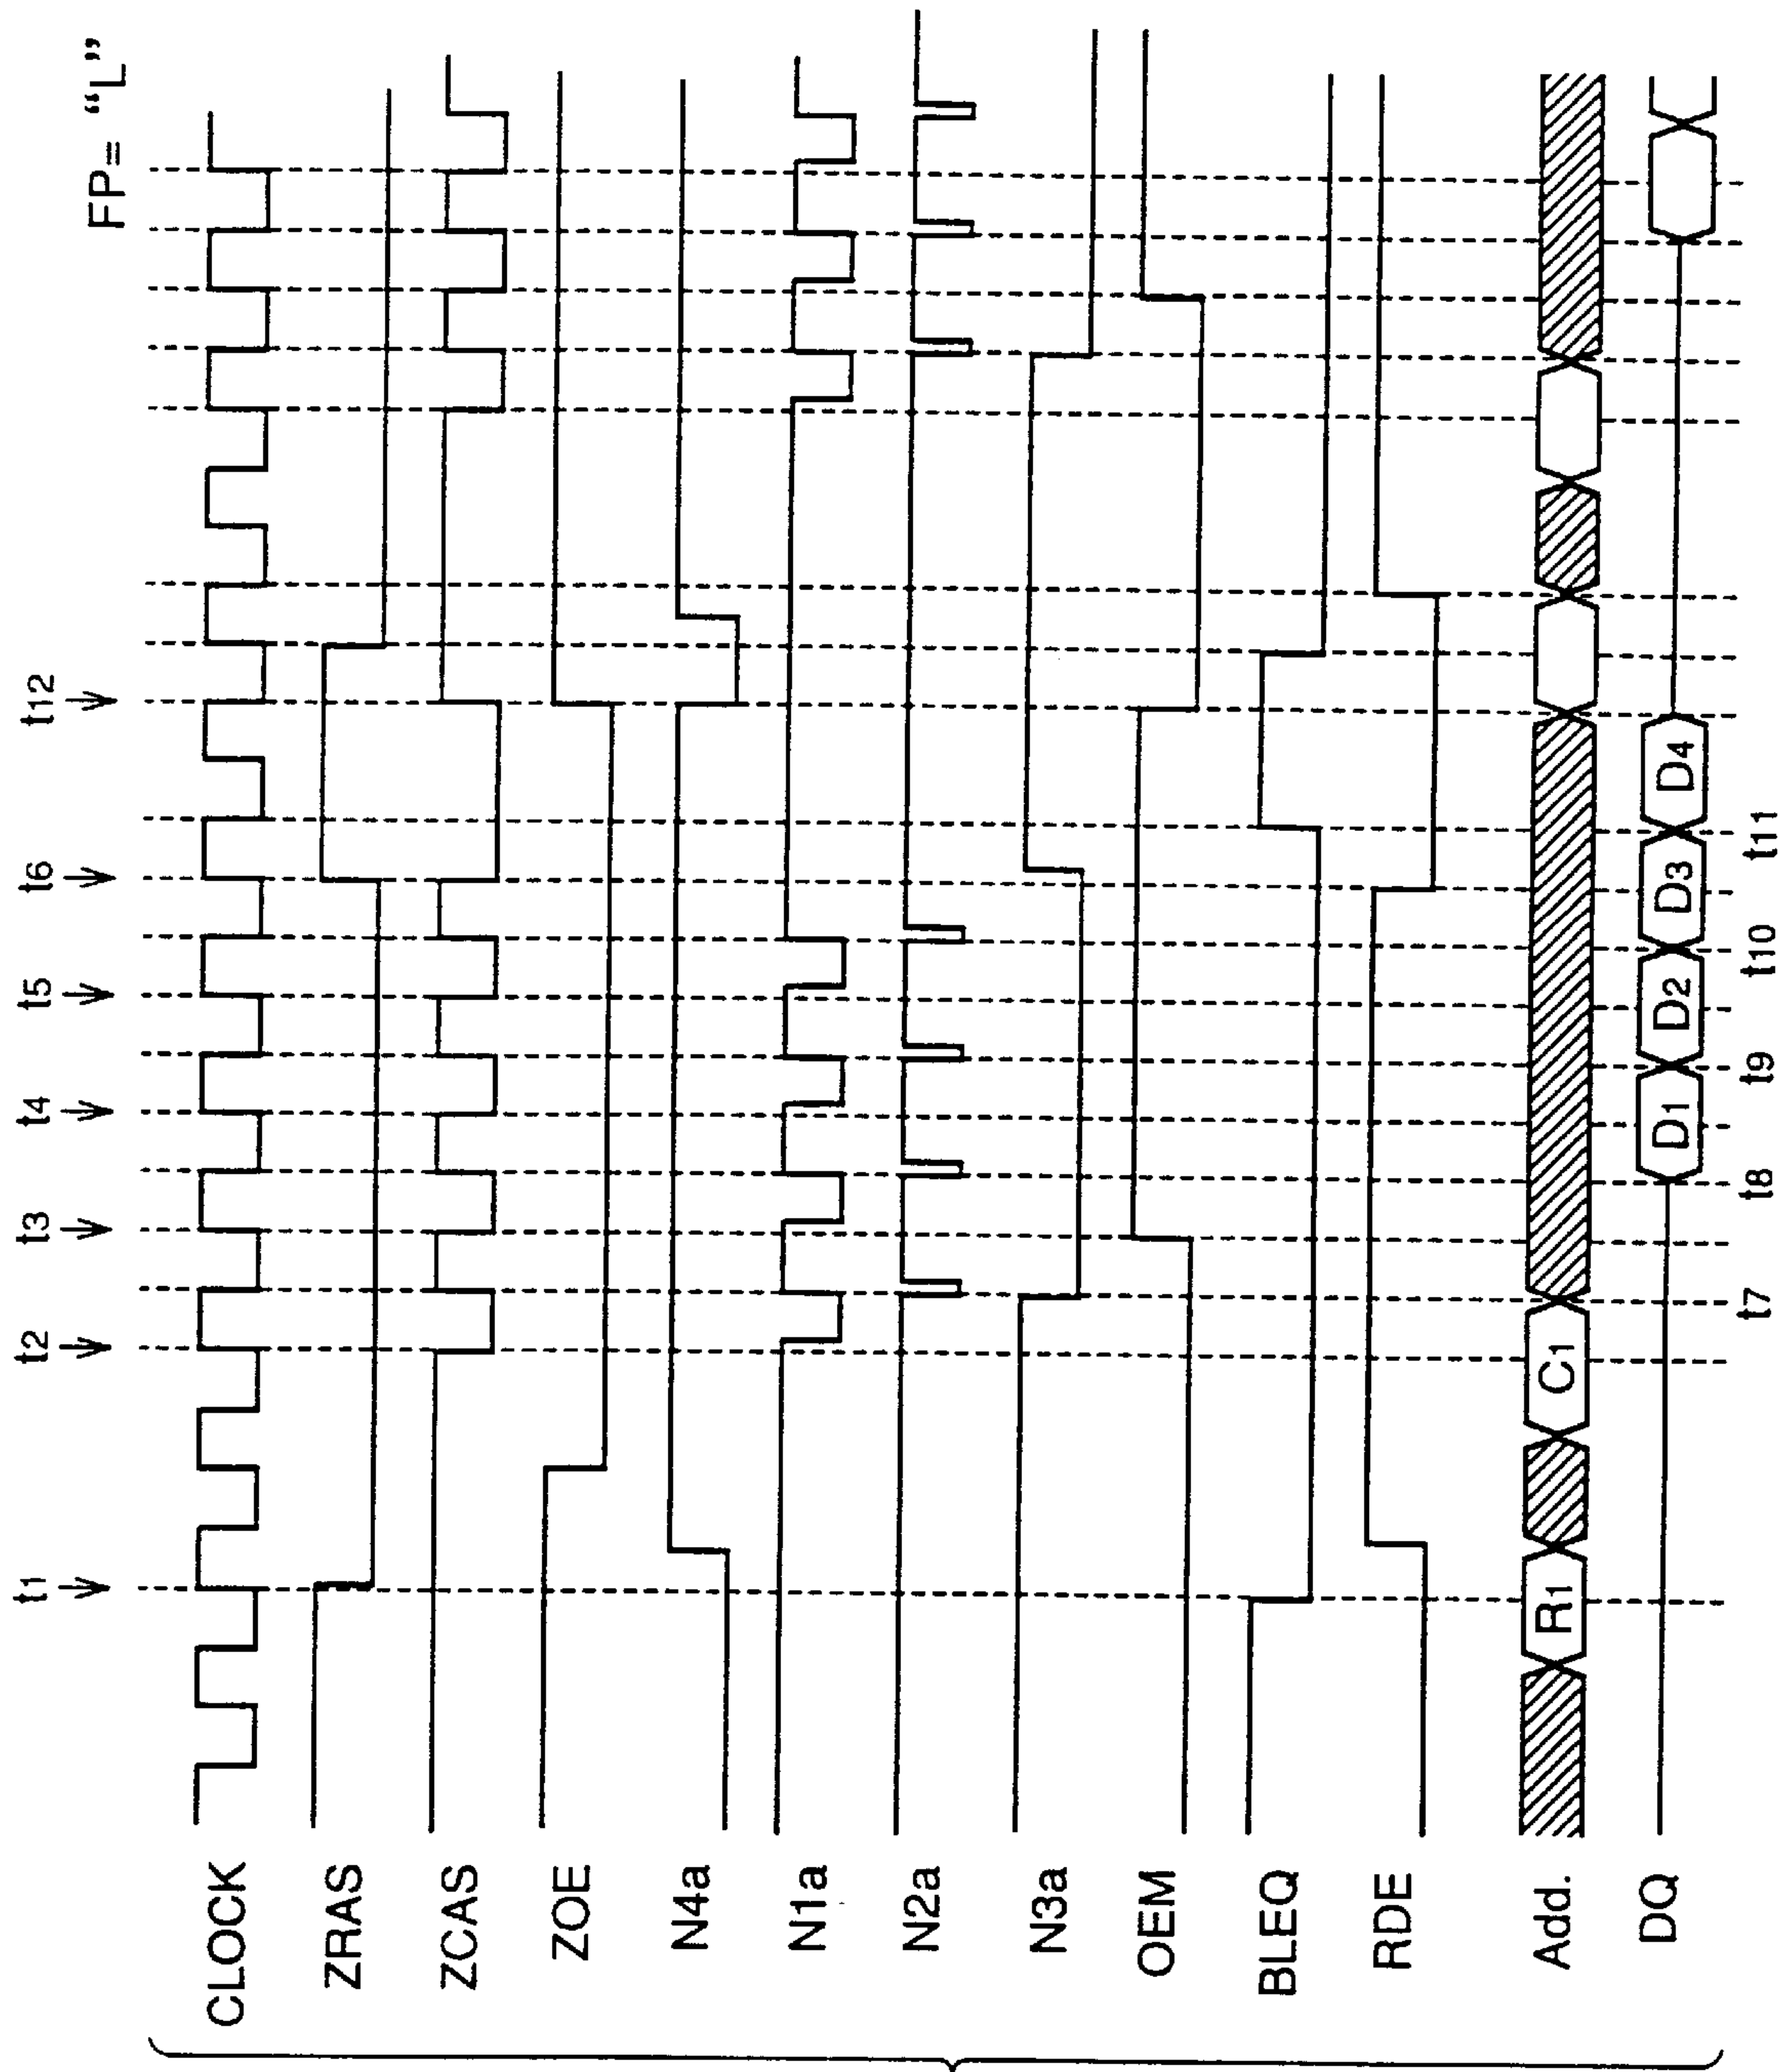 FP= “L”
t1 t2 t3 t4 t5 t6 t12
CLOCK
ZRAS
ZCAS
ZOE
N4a
N1a
N2a
N3a
OEM
BLEQ
RDE
Add. R1 C1
DQ D1 D2 D3 D4
t7 t8 t9 t10 t11